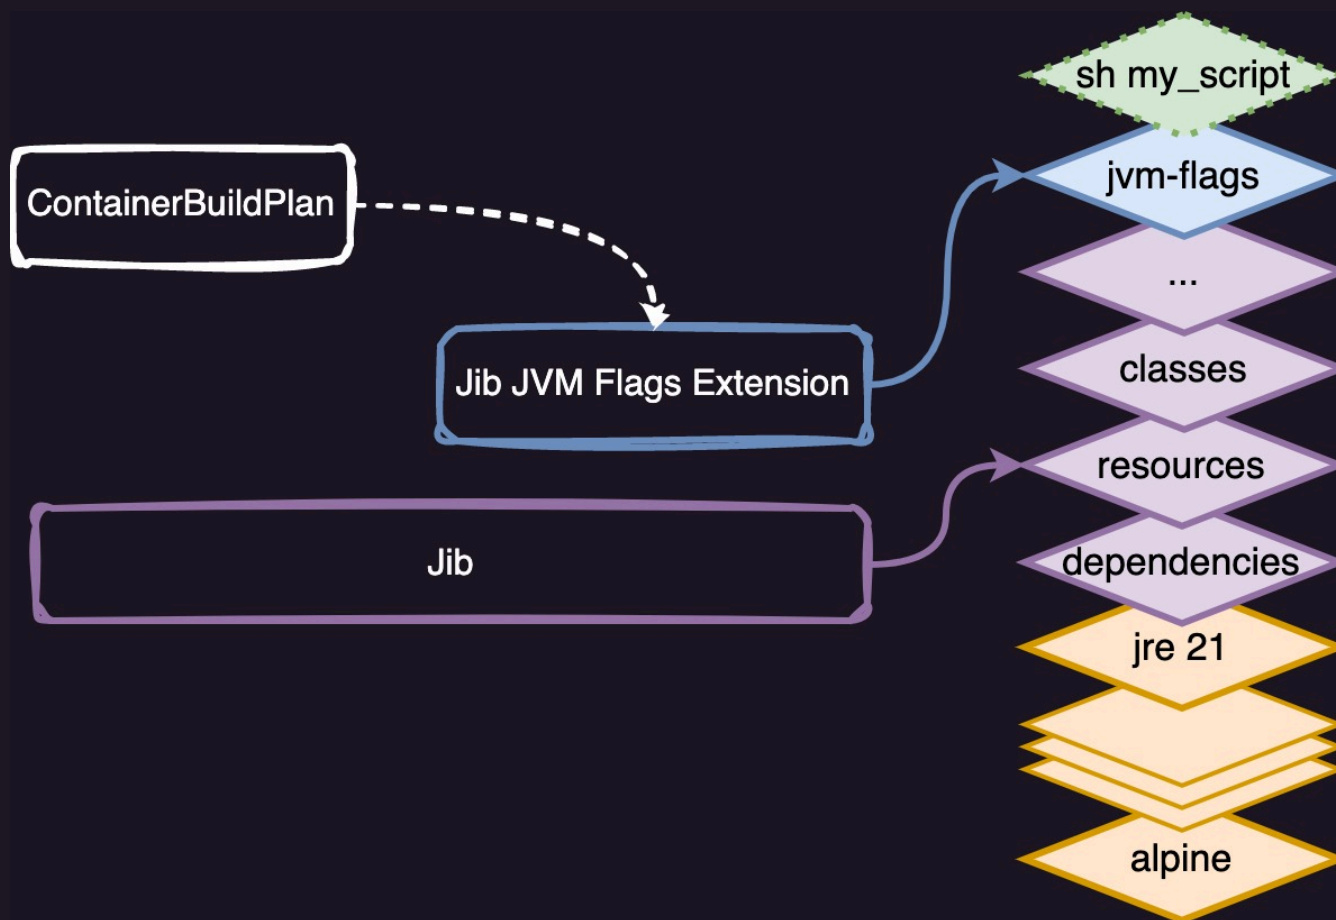 ContainerBuildPlan
Jib JVM Flags Extension
Jib
sh my_script
jvm-flags
...
classes
resources
dependencies
jre 21
alpine